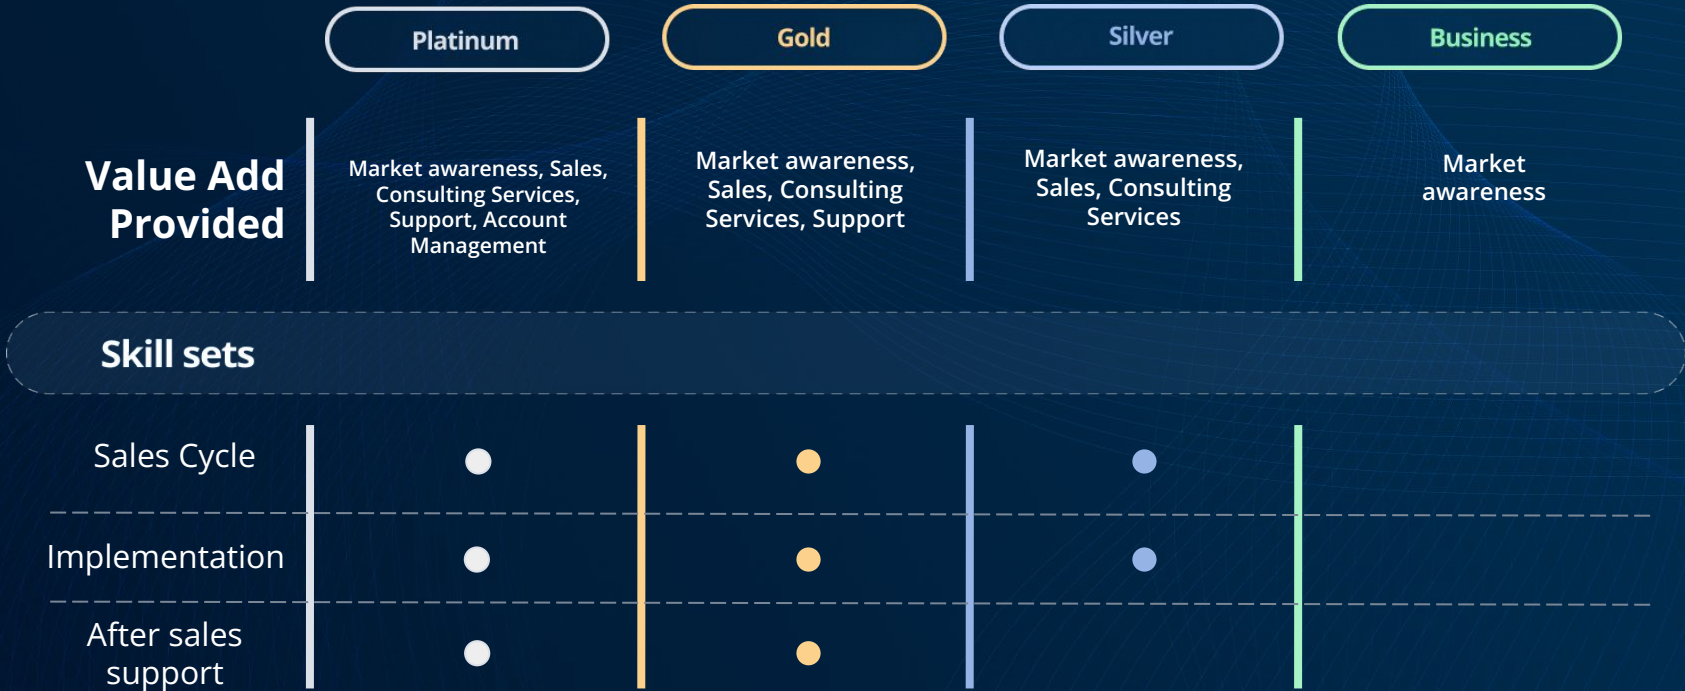 Platinum
Gold
Silver
Business
Value Add
Provided
Market awareness, Sales,
Consulting Services,
Support, Account
Management
Market awareness,
Sales, Consulting
Services, Support
Market awareness,
Sales, Consulting
Services
Market
awareness
Skill sets
Sales Cycle
Implementation
After sales
support